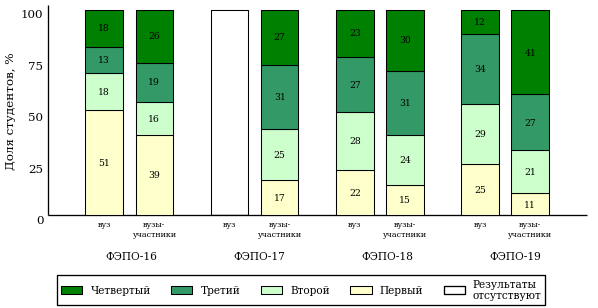 Доля студентов, %
100
75
50
25
0
18 26 27 23 30 12 41
13 19 31 27 31 34 27
18 16 25 28 24 29 21
51 39 17 22 15 25 11
вуз вузы-участники вуз вузы-участники вуз вузы-участники вуз вузы-участники
ФЭПО-16 ФЭПО-17 ФЭПО-18 ФЭПО-19
Четвертый Третий Второй Первый Результаты отсутствуют